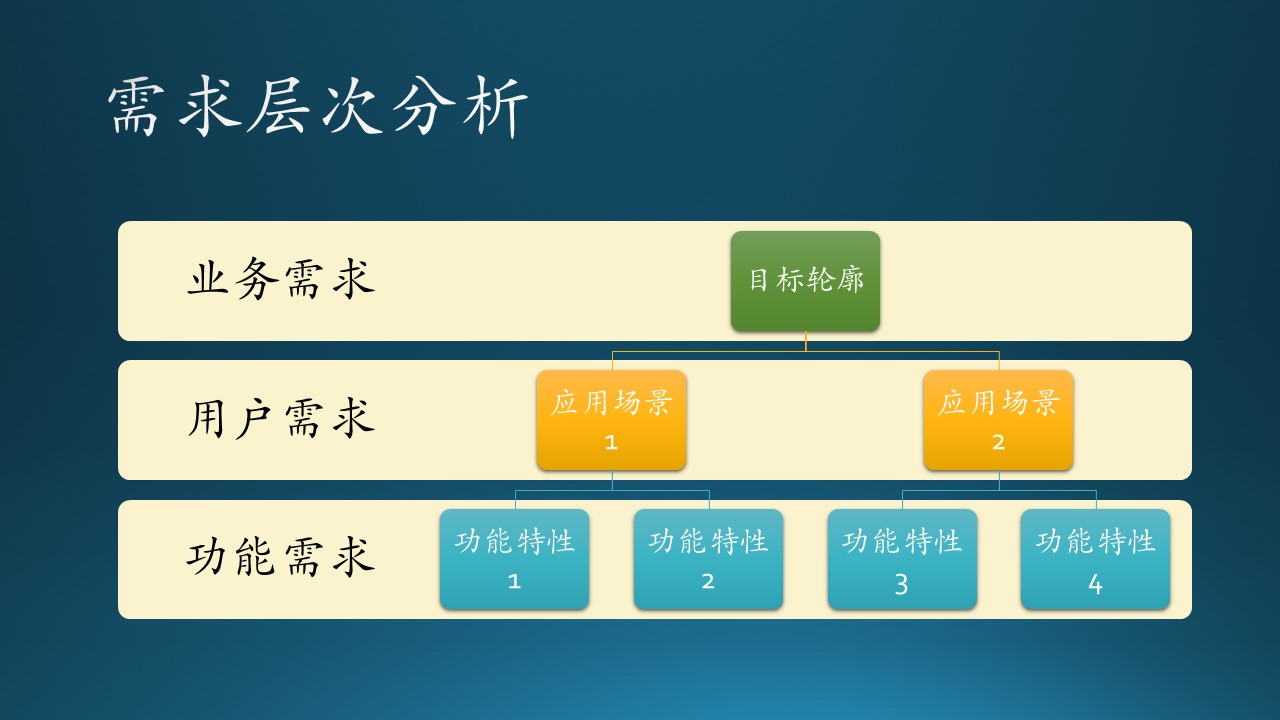 需求层次分析
业务需求
目标轮廓
用户需求
应用场景
1
应用场景
2
功能需求
功能特性
1
功能特性
2
功能特性
3
功能特性
4